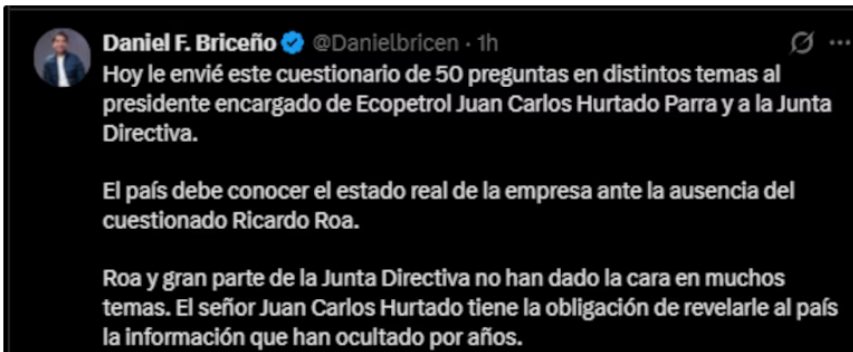 Daniel F. Briceño @Danielbricen · 1h
Hoy le envié este cuestionario de 50 preguntas en distintos temas al
presidente encargado de Ecopetrol Juan Carlos Hurtado Parra y a la Junta
Directiva.
El país debe conocer el estado real de la empresa ante la ausencia del
cuestionado Ricardo Roa.
Roa y gran parte de la Junta Directiva no han dado la cara en muchos
temas. El señor Juan Carlos Hurtado tiene la obligación de revelarle al país
la información que han ocultado por años.